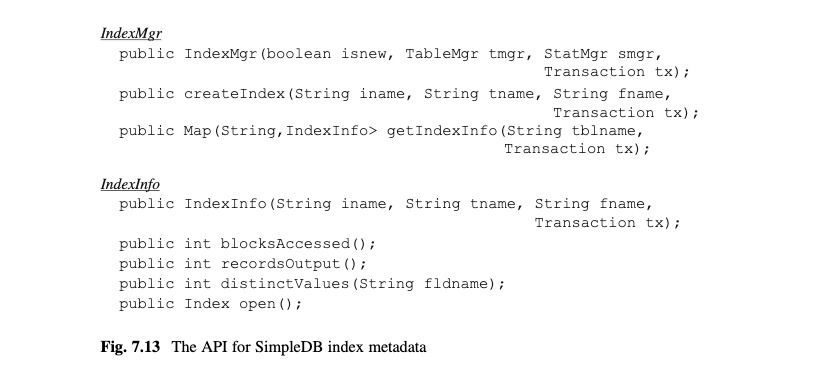 IndexMgr
public IndexMgr(boolean isnew, TableMgr tmgr, StatMgr smgr,
Transaction tx);
public createIndex(String iname, String tname, String fname,
Transaction tx);
public Map(String,IndexInfo> getIndexInfo(String tblname,
Transaction tx);
IndexInfo
public IndexInfo(String iname, String tname, String fname,
Transaction tx);
public int blocksAccessed();
public int recordsOutput();
public int distinctValues(String fldname);
public Index open();
Fig. 7.13 The API for SimpleDB index metadata